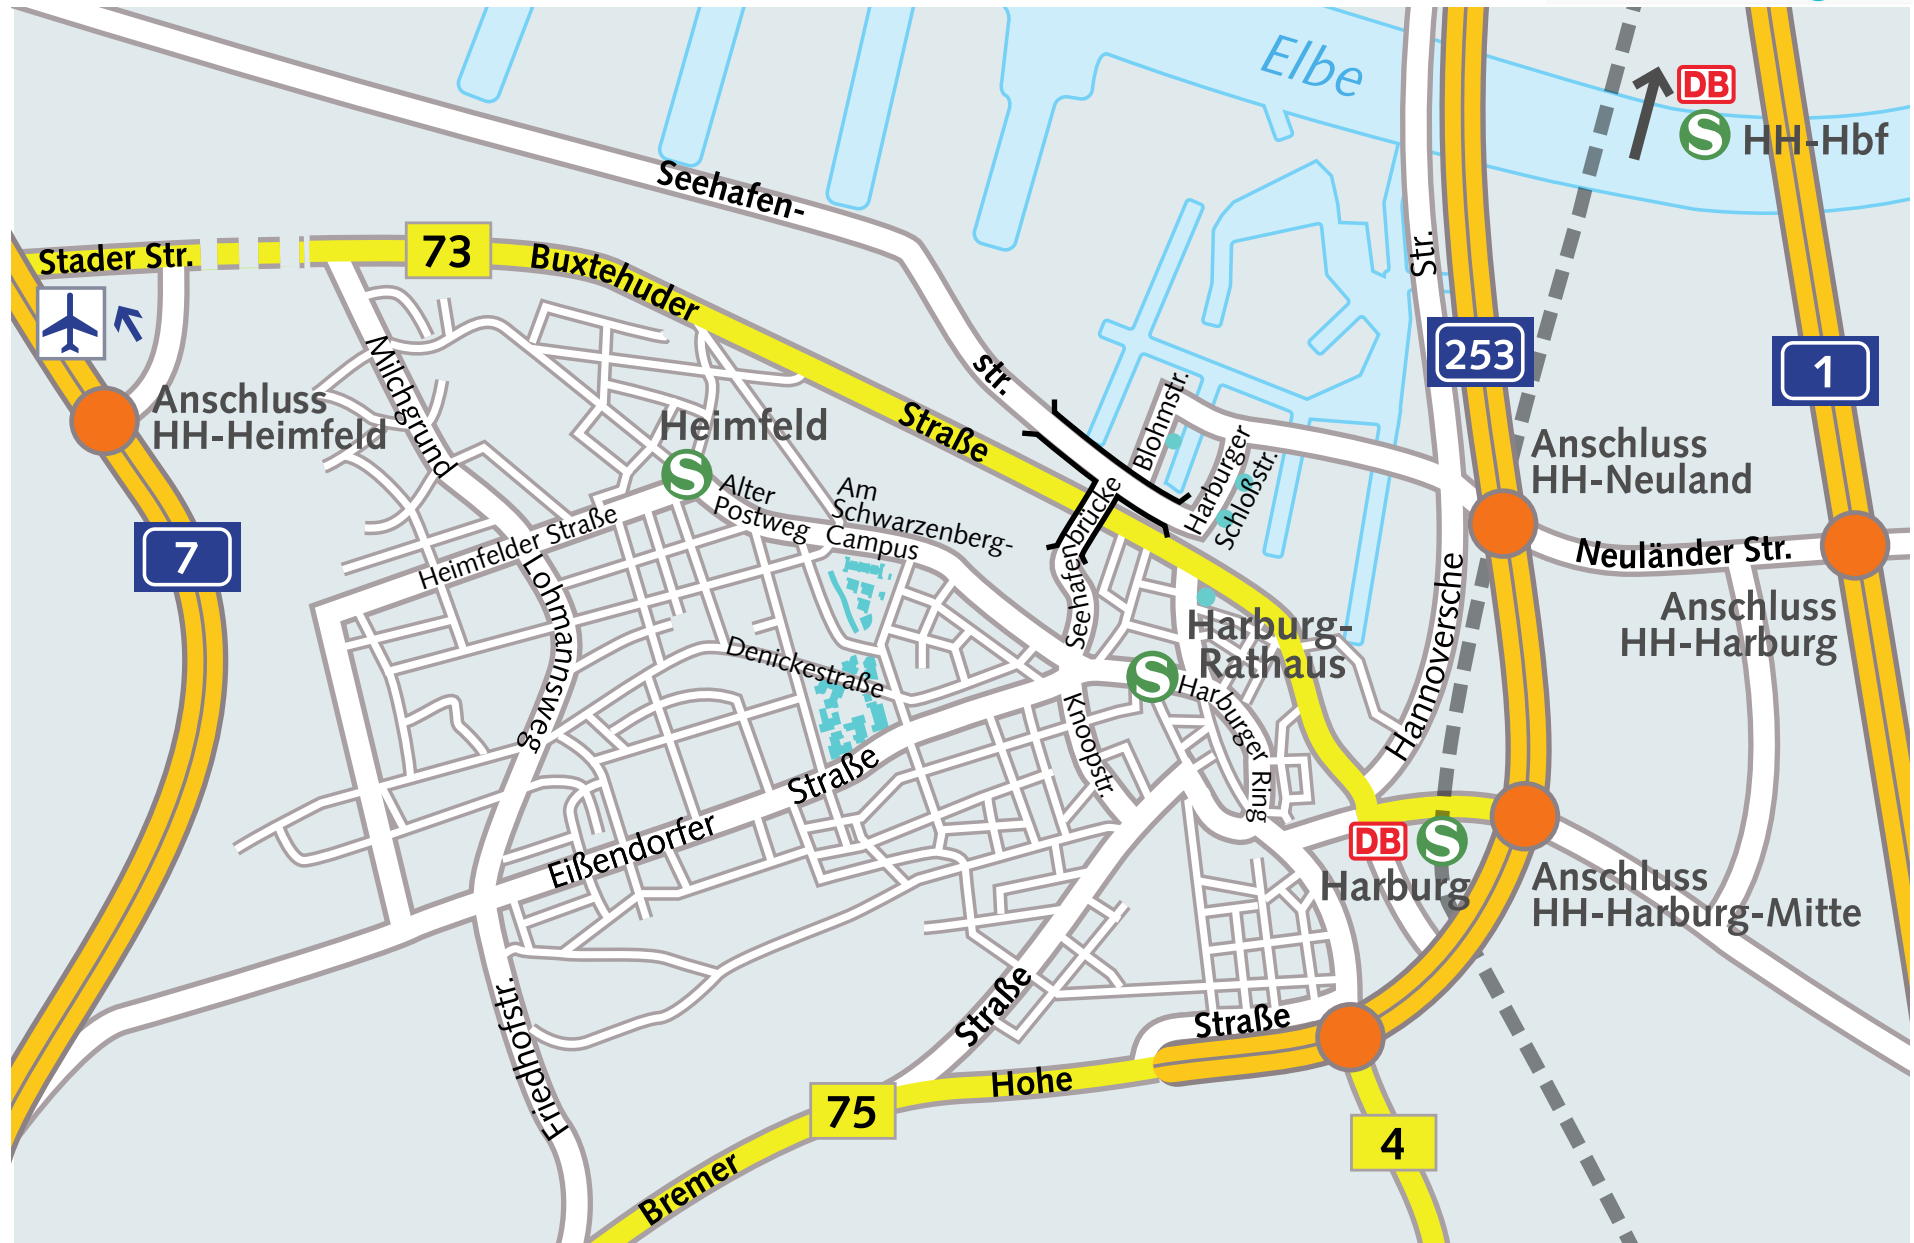 Elbe
DB
S
HH-Hbf
Seehafen-
str.
Stader Str.
73
Buxtehuder
Straße
Str.
253
1
Anschluss
HH-Heimfeld
Milchgrund
Heimfeld
S
Blohmstr.
Harburger
Schloßstr.
Anschluss
HH-Neuland
Alter
Postweg
Am
Schwarzenberg-
Campus
7
Heimfelder Straße
Lohmannsweg
Seehafenbrücke
Hannoversche
Neuländer Str.
Anschluss
HH-Harburg
Harburg-
Rathaus
S
Denickestraße
Harburger Ring
Knoopstr.
Eißendorfer
Straße
DB
S
Harburg
Anschluss
HH-Harburg-Mitte
Friedhofstr.
Straße
Straße
Hohe
75
Bremer
4